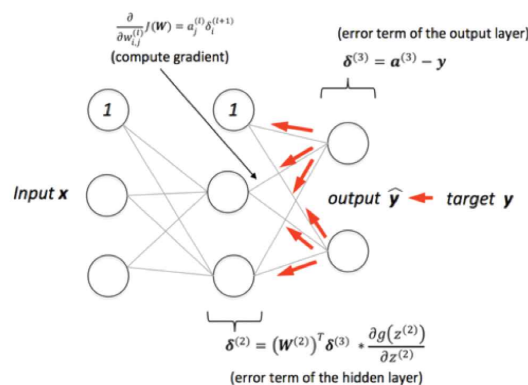 ∂/∂w_{i,j}^{(l)} J(W) = a_j^{(l)} δ_i^{(l+1)}
(compute gradient)
(error term of the output layer)
δ^{(3)} = a^{(3)} − y
1
1
Input x
output ŷ
target y
δ^{(2)} = (W^{(2)})^T δ^{(3)} * ∂g(z^{(2)})/∂z^{(2)}
(error term of the hidden layer)